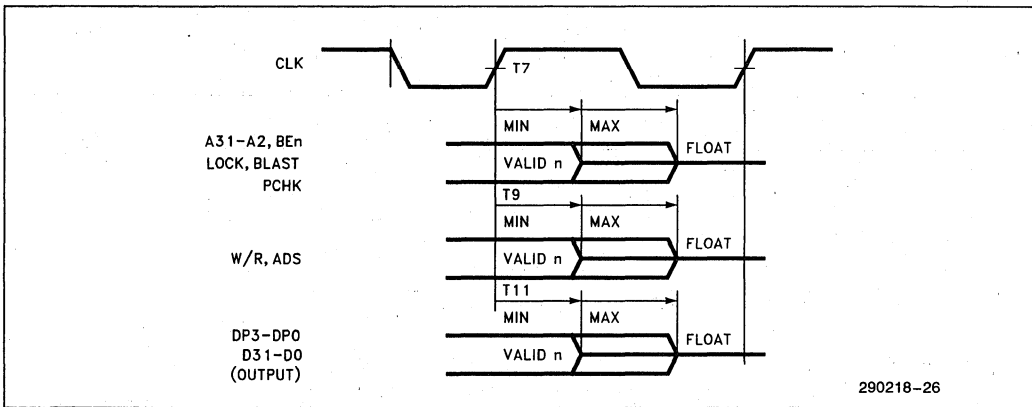 CLK
T7
MIN MAX
A31-A2, BEn
LOCK, BLAST
PCHK
VALID n
FLOAT
T9
MIN MAX
W/R, ADS
VALID n
FLOAT
T11
MIN MAX
DP3-DP0
D31-D0
(OUTPUT)
VALID n
FLOAT
290218-26